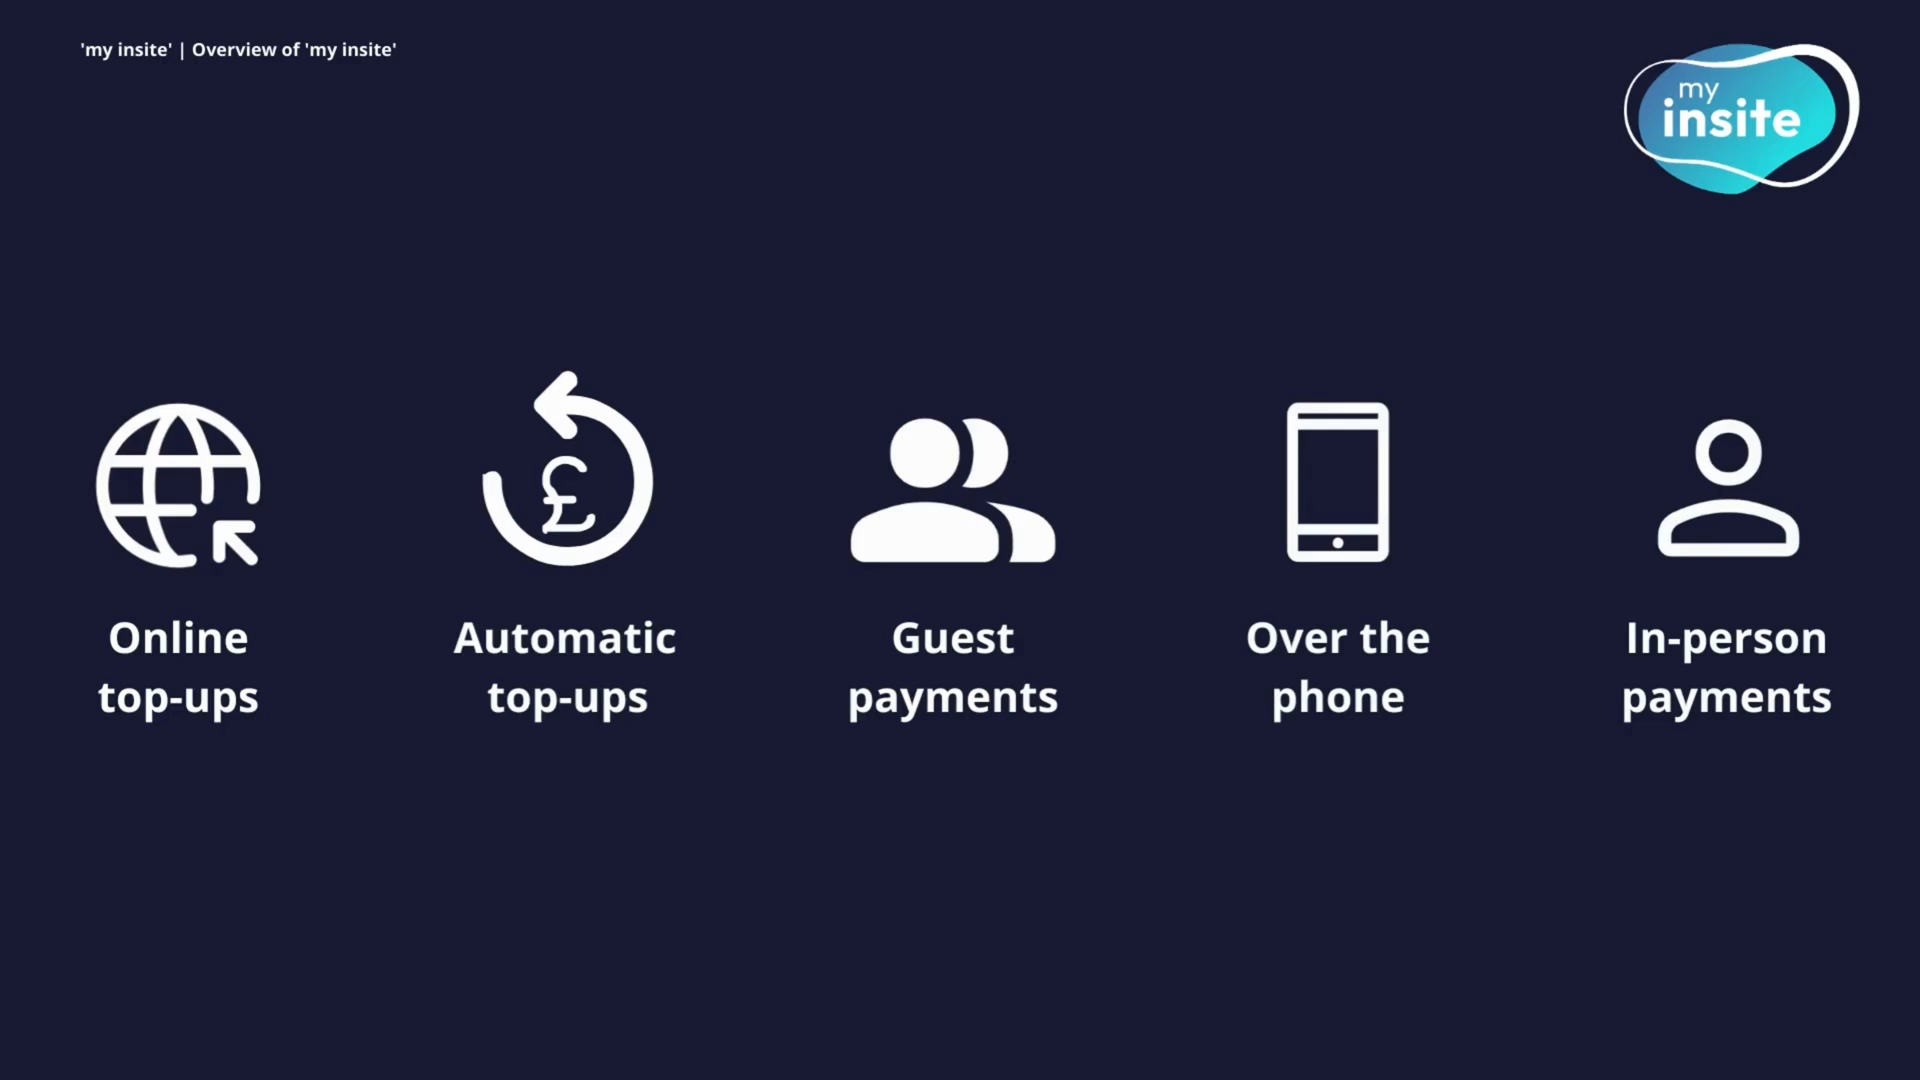 'my insite' | Overview of 'my insite'
my
insite
£
Online
top-ups
Automatic
top-ups
Guest
payments
Over the
phone
In-person
payments